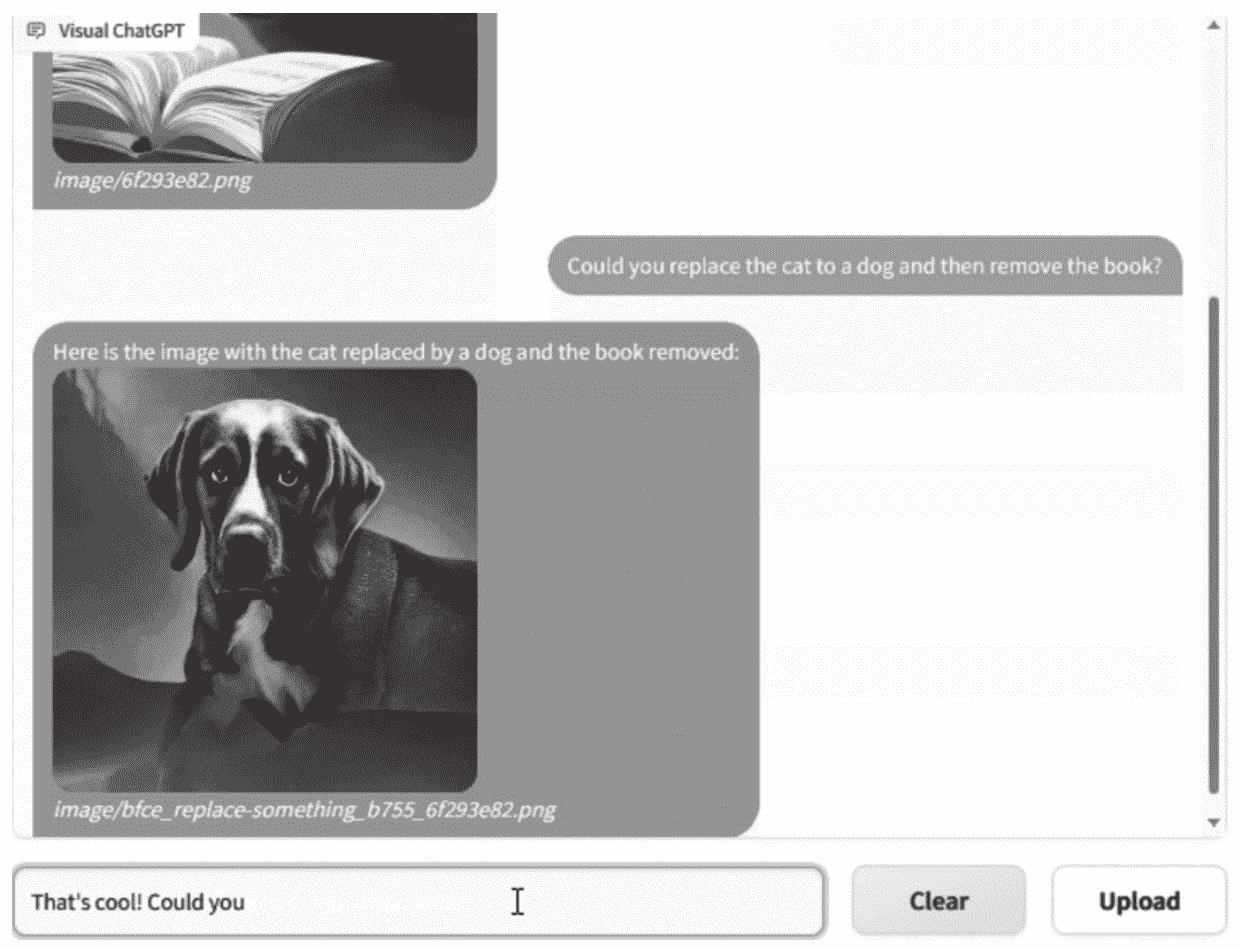 Visual ChatGPT
image/6f293e82.png
Could you replace the cat to a dog and then remove the book?
Here is the image with the cat replaced by a dog and the book removed:
image/bfce_replace-something_b755_6f293e82.png
That's cool! Could you
Clear
Upload